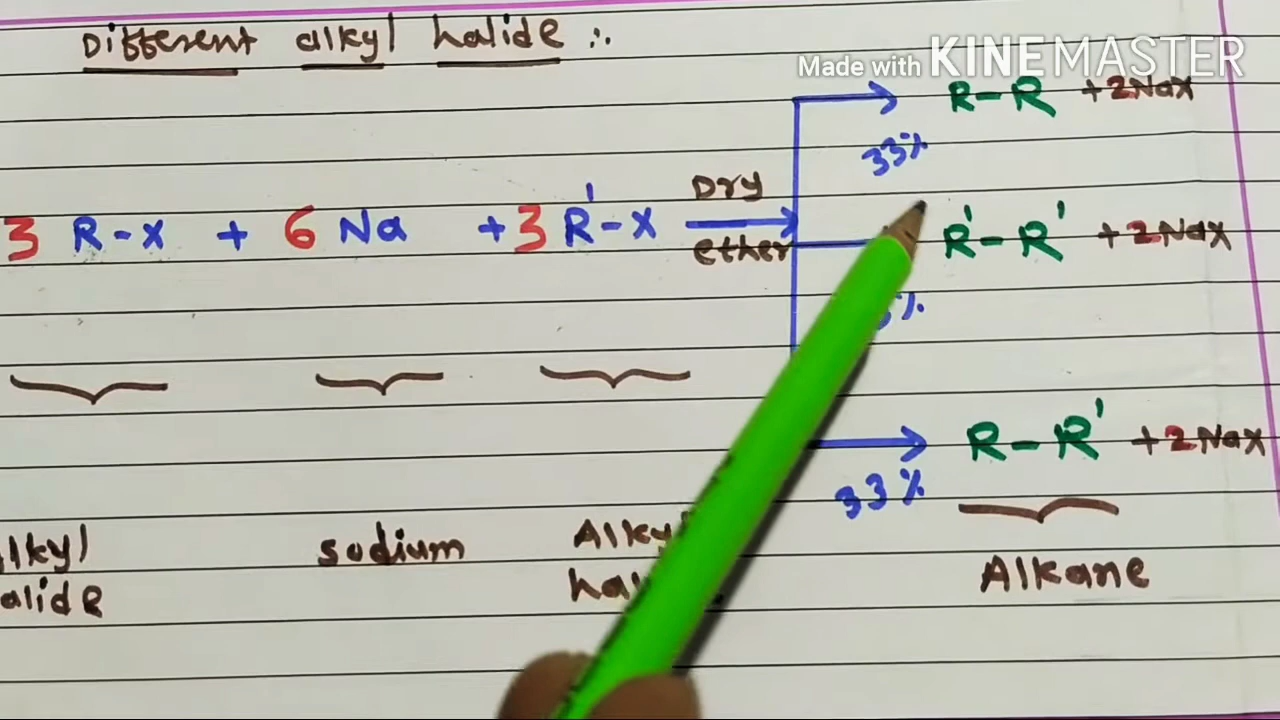 Different alkyl halide :.
Made with KINEMASTER
R-R + 2NaX
33%
Dry
3 R-X + 6 Na + 3 R'-X
ether
R'-R' + 2NaX
%
R-R' + 2NaX
33%
lkyl sodium Alky
alide ha Alkane